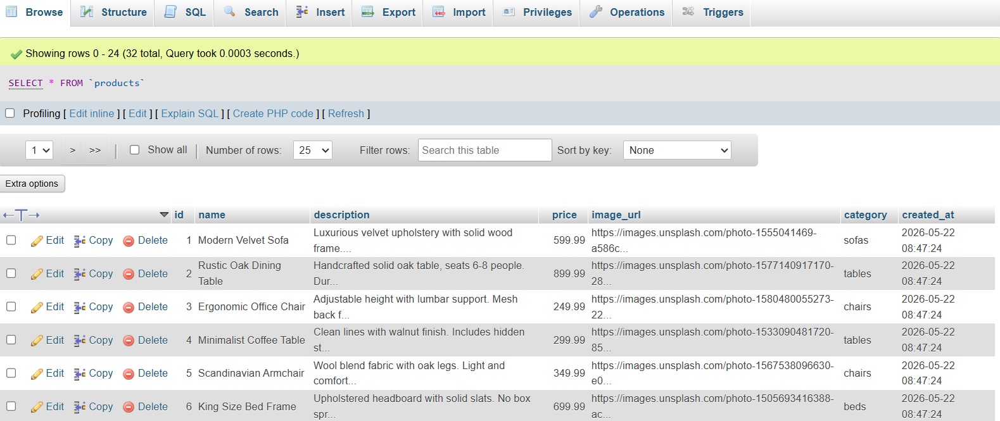 Browse Structure SQL Search Insert Export Import Privileges Operations Triggers
Showing rows 0 - 24 (32 total, Query took 0.0003 seconds.)
SELECT * FROM `products`
Profiling [ Edit inline ] [ Edit ] [ Explain SQL ] [ Create PHP code ] [ Refresh ]
1 > >> | Show all | Number of rows: 25 Filter rows: Search this table Sort by key: None
Extra options
←T→ id name description price image_url category created_at
Edit Copy Delete 1 Modern Velvet Sofa Luxurious velvet upholstery with solid wood frame.... 599.99 https://images.unsplash.com/photo-1555041469-a586c... sofas 2026-05-22 08:47:24
Edit Copy Delete 2 Rustic Oak Dining Table Handcrafted solid oak table, seats 6-8 people. Dur... 899.99 https://images.unsplash.com/photo-1577140917170-28... tables 2026-05-22 08:47:24
Edit Copy Delete 3 Ergonomic Office Chair Adjustable height with lumbar support. Mesh back f... 249.99 https://images.unsplash.com/photo-1580480055273-22... chairs 2026-05-22 08:47:24
Edit Copy Delete 4 Minimalist Coffee Table Clean lines with walnut finish. Includes hidden st... 299.99 https://images.unsplash.com/photo-1533090481720-85... tables 2026-05-22 08:47:24
Edit Copy Delete 5 Scandinavian Armchair Wool blend fabric with oak legs. Light and comfort... 349.99 https://images.unsplash.com/photo-1567538096630-e0... chairs 2026-05-22 08:47:24
Edit Copy Delete 6 King Size Bed Frame Upholstered headboard with solid slats. No box spr... 699.99 https://images.unsplash.com/photo-1505693416388-ac... beds 2026-05-22 08:47:24